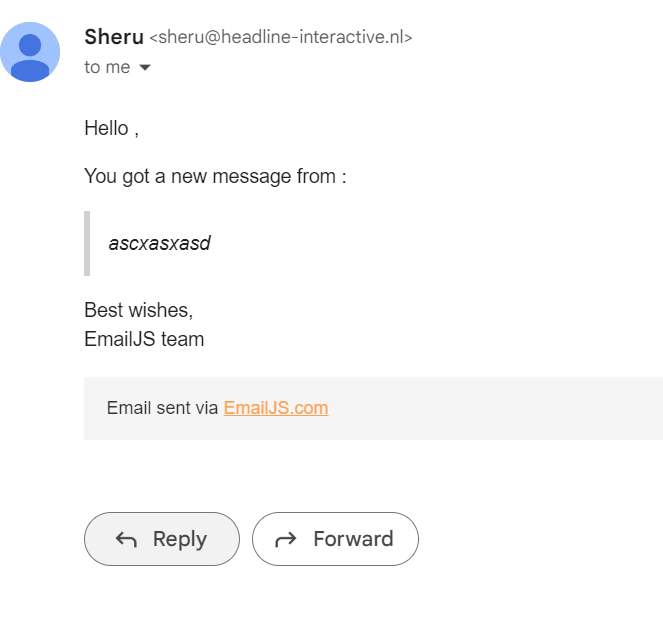 Sheru <sheru@headline-interactive.nl>
to me
Hello ,
You got a new message from :
ascxasxasd
Best wishes,
EmailJS team
Email sent via EmailJS.com
Reply Forward